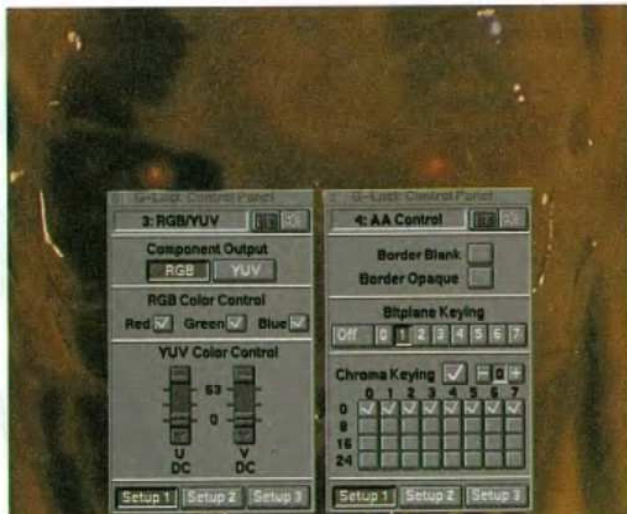 G-Lock Control Panel
3: RGB/YUV
Component Output
RGB YUV
RGB Color Control
Red Green Blue
YUV Color Control
63
0
U V
DC DC
Setup 1 Setup 2 Setup 3
G-Lock Control Panel
4: AA Control
Border Blank
Border Opaque
Bitplane Keying
Off 0 1 2 3 4 5 6 7
Chroma Keying 0
0 1 2 3 4 5 6 7
0
8
16
24
Setup 1 Setup 2 Setup 3